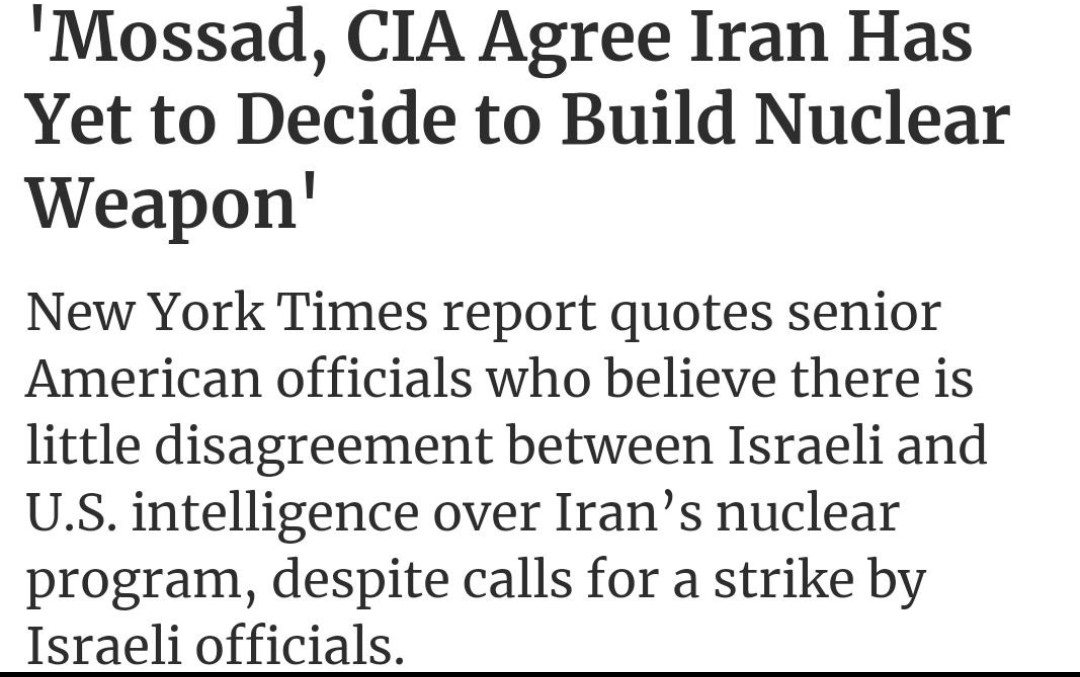 'Mossad, CIA Agree Iran Has
Yet to Decide to Build Nuclear
Weapon'
New York Times report quotes senior
American officials who believe there is
little disagreement between Israeli and
U.S. intelligence over Iran’s nuclear
program, despite calls for a strike by
Israeli officials.